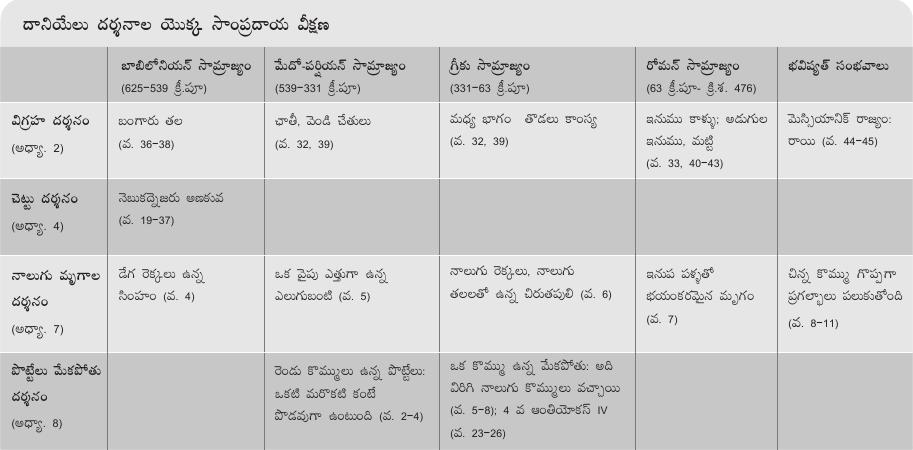 దానియేలు దర్శనాల యొక్క సాంప్రదాయ వీక్షణ
బాబిలోనియన్ సామ్రాజ్యం
(625–539 క్రీ.పూ)
మేదో-పర్షియన్ సామ్రాజ్యం
(539–331 క్రీ.పూ)
గ్రీకు సామ్రాజ్యం
(331–63 క్రీ.పూ)
రోమన్ సామ్రాజ్యం
(63 క్రీ.పూ- క్రి.శ. 476)
భవిష్యత్ సంభవాలు
విగ్రహ దర్శనం
(అధ్యా. 2)
బంగారు తల
(వ. 36–38)
ఛాతీ, వెండి చేతులు
(వ. 32, 39)
మధ్య భాగం తొడలు కాంస్య
(వ. 32, 39)
ఇనుము కాళ్ళు; అడుగుల
ఇనుము, మట్టి
(వ. 33, 40–43)
మెస్సియానిక్ రాజ్యం:
రాయి (వ. 44–45)
చెట్టు దర్శనం
(అధ్యా. 4)
నెబుకద్నెజరు అణకువ
(వ. 19–37)
నాలుగు మృగాల
దర్శనం
(అధ్యా. 7)
డేగ రెక్కలు ఉన్న
సింహం (వ. 4)
ఒక వైపు ఎత్తుగా ఉన్న
ఎలుగుబంటి (వ. 5)
నాలుగు రెక్కలు, నాలుగు
తలలతో ఉన్న చిరుతపులి (వ. 6)
ఇనుప పళ్ళతో
భయంకరమైన మృగం
(వ. 7)
చిన్న కొమ్ము గొప్పగా
ప్రగల్భాలు పలుకుతోంది
(వ. 8–11)
పొట్టేలు మేకపోతు
దర్శనం
(అధ్యా. 8)
రెండు కొమ్ములు ఉన్న పొట్టేలు:
ఒకటి మరొకటి కంటే
పొడవుగా ఉంటుంది (వ. 2–4)
ఒక కొమ్ము ఉన్న మేకపోతు: అది
విరిగి నాలుగు కొమ్ములు వచ్చాయి
(వ. 5–8); 4 వ ఆంతియోకస్ IV
(వ. 23–26)